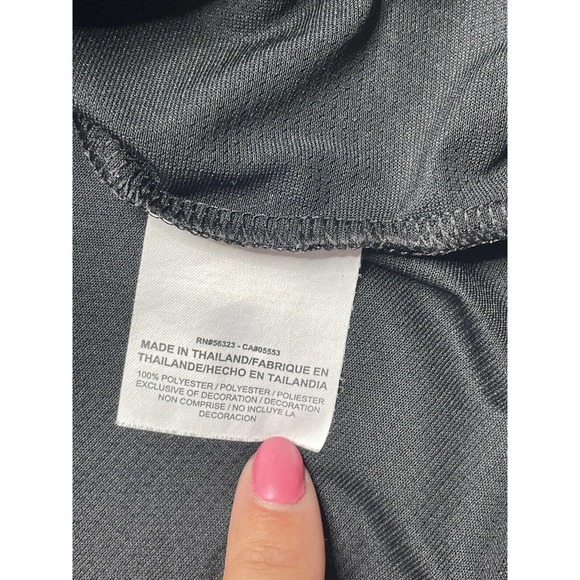 RN#56323 - CA#05553
MADE IN THAILAND/FABRIQUE EN
THAILANDE/HECHO EN TAILANDIA
100% POLYESTER / POLYESTER / POLIESTER
EXCLUSIVE OF DECORATION / DECORATION
NON COMPRISE / NO INCLUYE LA
DECORACION